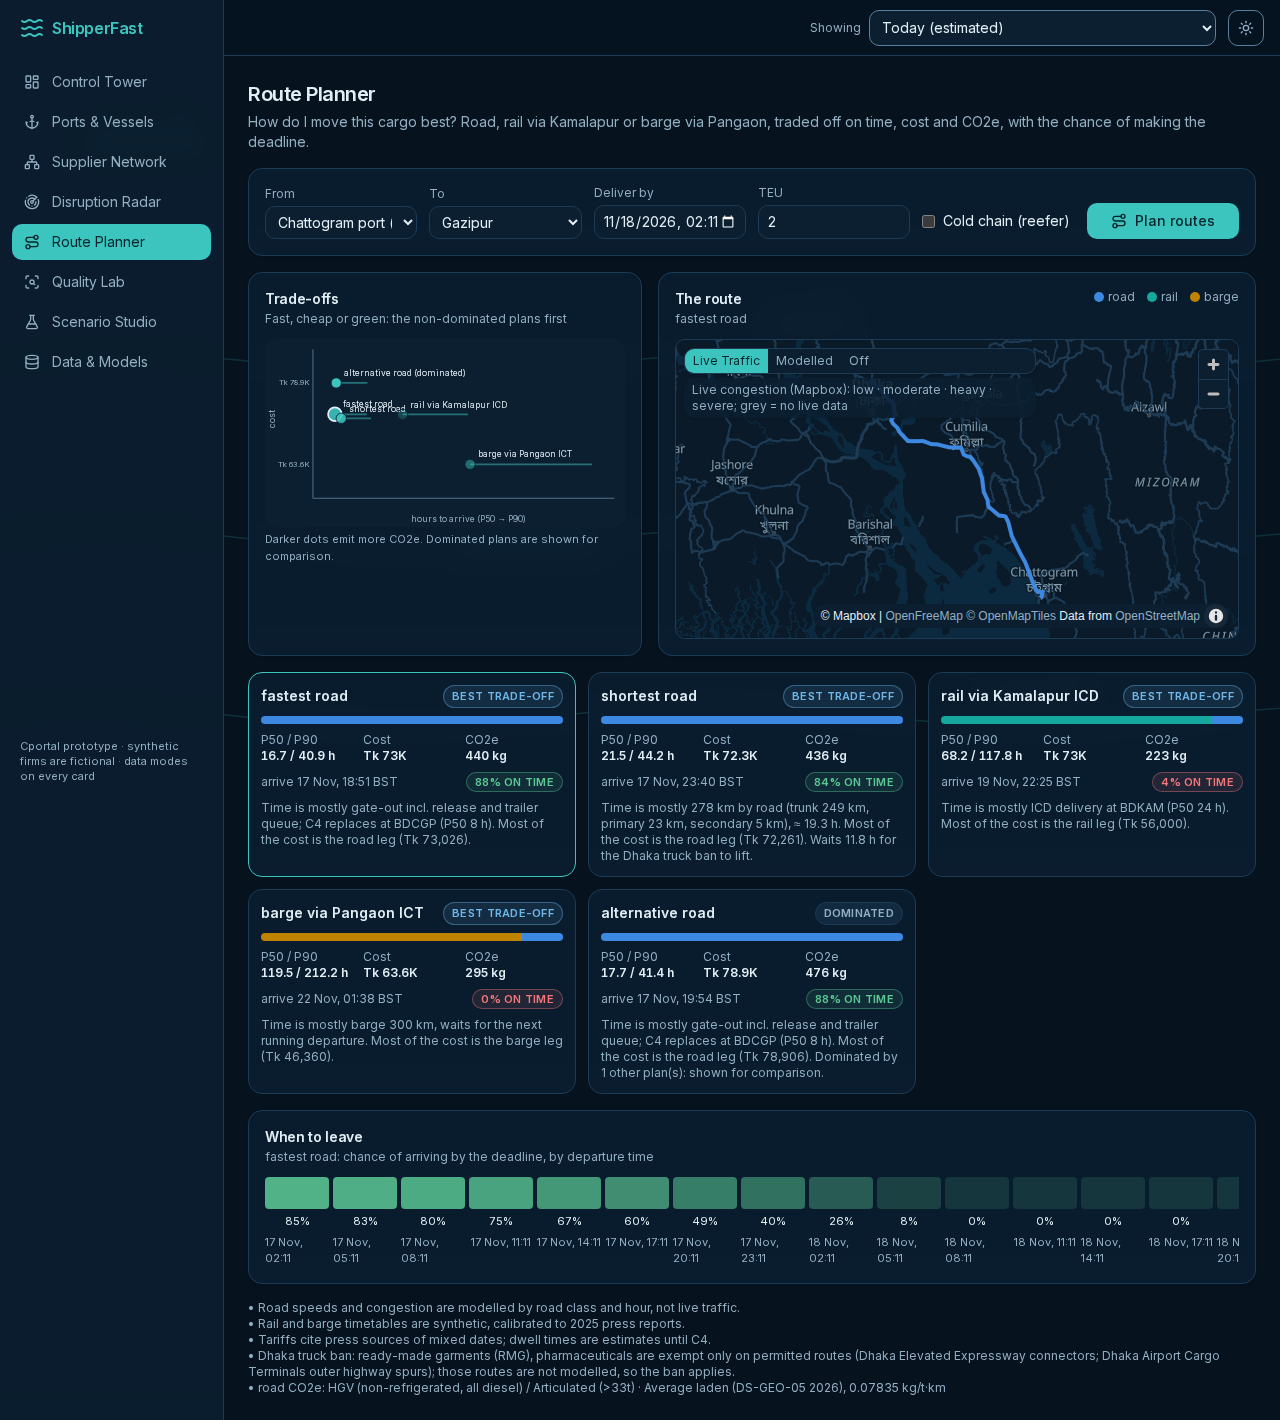 ShipperFast
Control Tower
Ports & Vessels
Supplier Network
Disruption Radar
Route Planner
Quality Lab
Scenario Studio
Data & Models
Cportal prototype · synthetic
firms are fictional · data modes
on every card
Showing
Today (estimated)
Route Planner
How do I move this cargo best? Road, rail via Kamalapur or barge via Pangaon, traded off on time, cost and CO2e, with the chance of making the
deadline.
From
To
Deliver by
TEU
Chattogram port (
Gazipur
11/18/2026, 02:11
2
Cold chain (reefer)
Plan routes
Trade-offs
Fast, cheap or green: the non-dominated plans first
Tk 78.9K
Tk 63.6K
cost
alternative road (dominated)
fastest road
shortest road
rail via Kamalapur ICD
barge via Pangaon ICT
hours to arrive (P50 → P90)
Darker dots emit more CO2e. Dominated plans are shown for
comparison.
The route
fastest road
road
rail
barge
Live Traffic
Modelled
Off
Live congestion (Mapbox): low · moderate · heavy ·
severe; grey = no live data
Aizawl
Cumilla
কুমিল্লা
Jashore
যশোর
MIZORAM
Khulna
খুলনা
Barishal
বরিশাল
Chattogram
চট্টগ্রাম
© Mapbox | OpenFreeMap © OpenMapTiles Data from OpenStreetMap
CHIN
fastest road
BEST TRADE-OFF
P50 / P90
Cost
CO2e
16.7 / 40.9 h
Tk 73K
440 kg
arrive 17 Nov, 18:51 BST
88% ON TIME
Time is mostly gate-out incl. release and trailer
queue; C4 replaces at BDCGP (P50 8 h). Most of
the cost is the road leg (Tk 73,026).
shortest road
BEST TRADE-OFF
P50 / P90
Cost
CO2e
21.5 / 44.2 h
Tk 72.3K
436 kg
arrive 17 Nov, 23:40 BST
84% ON TIME
Time is mostly 278 km by road (trunk 249 km,
primary 23 km, secondary 5 km), ≈ 19.3 h. Most of
the cost is the road leg (Tk 72,261). Waits 11.8 h for
the Dhaka truck ban to lift.
rail via Kamalapur ICD
BEST TRADE-OFF
P50 / P90
Cost
CO2e
68.2 / 117.8 h
Tk 73K
223 kg
arrive 19 Nov, 22:25 BST
4% ON TIME
Time is mostly ICD delivery at BDKAM (P50 24 h).
Most of the cost is the rail leg (Tk 56,000).
barge via Pangaon ICT
BEST TRADE-OFF
P50 / P90
Cost
CO2e
119.5 / 212.2 h
Tk 63.6K
295 kg
arrive 22 Nov, 01:38 BST
0% ON TIME
Time is mostly barge 300 km, waits for the next
running departure. Most of the cost is the barge leg
(Tk 46,360).
alternative road
DOMINATED
P50 / P90
Cost
CO2e
17.7 / 41.4 h
Tk 78.9K
476 kg
arrive 17 Nov, 19:54 BST
88% ON TIME
Time is mostly gate-out incl. release and trailer
queue; C4 replaces at BDCGP (P50 8 h). Most of
the cost is the road leg (Tk 78,906). Dominated by
1 other plan(s): shown for comparison.
When to leave
fastest road: chance of arriving by the deadline, by departure time
85%
83%
80%
75%
67%
60%
49%
40%
26%
8%
0%
0%
0%
0%
17 Nov, 02:11
17 Nov, 05:11
17 Nov, 08:11
17 Nov, 11:11
17 Nov, 14:11
17 Nov, 17:11
17 Nov, 20:11
17 Nov, 23:11
18 Nov, 02:11
18 Nov, 05:11
18 Nov, 08:11
18 Nov, 11:11
18 Nov, 14:11
18 Nov, 17:11
• Road speeds and congestion are modelled by road class and hour, not live traffic.
• Rail and barge timetables are synthetic, calibrated to 2025 press reports.
• Tariffs cite press sources of mixed dates; dwell times are estimates until C4.
• Dhaka truck ban: ready-made garments (RMG), pharmaceuticals are exempt only on permitted routes (Dhaka Elevated Expressway connectors; Dhaka Airport Cargo
Terminals outer highway spurs); those routes are not modelled, so the ban applies.
• road CO2e: HGV (non-refrigerated, all diesel) / Articulated (>33t) · Average laden (DS-GEO-05 2026), 0.07835 kg/t·km